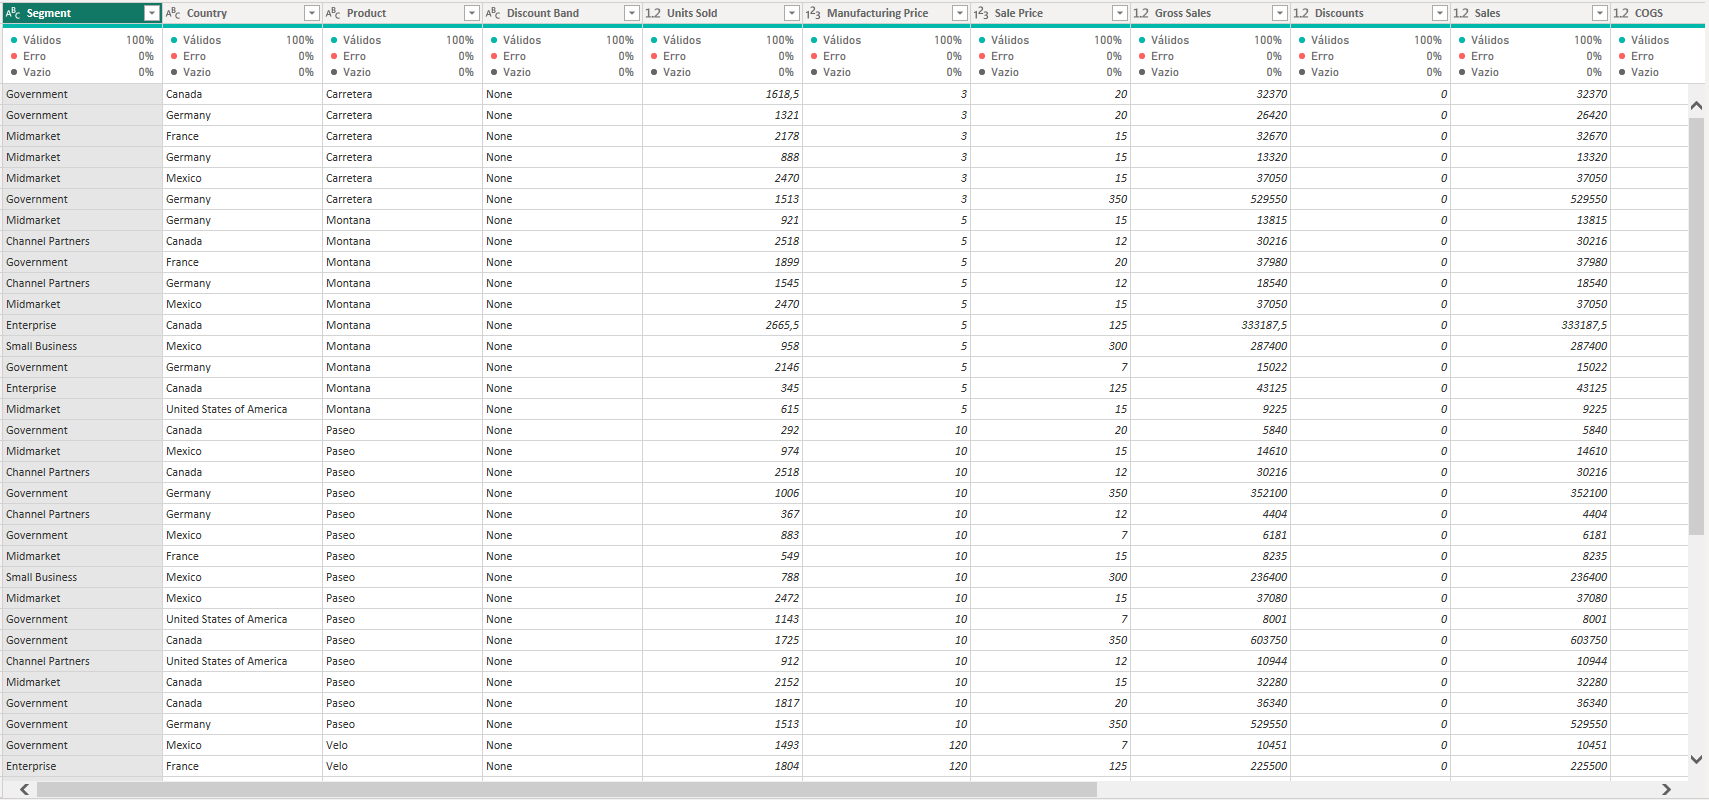 ABC Segment ABC Country ABC Product ABC Discount Band 1.2 Units Sold 123 Manufacturing Price 123 Sale Price 1.2 Gross Sales 1.2 Discounts 1.2 Sales 1.2 COGS
Válidos 100% Válidos 100% Válidos 100% Válidos 100% Válidos 100% Válidos 100% Válidos 100% Válidos 100% Válidos 100% Válidos 100% Válidos
Erro 0% Erro 0% Erro 0% Erro 0% Erro 0% Erro 0% Erro 0% Erro 0% Erro 0% Erro 0% Erro
Vazio 0% Vazio 0% Vazio 0% Vazio 0% Vazio 0% Vazio 0% Vazio 0% Vazio 0% Vazio 0% Vazio 0% Vazio
Government Canada Carretera None 1618,5 3 20 32370 0 32370
Government Germany Carretera None 1321 3 20 26420 0 26420
Midmarket France Carretera None 2178 3 15 32670 0 32670
Midmarket Germany Carretera None 888 3 15 13320 0 13320
Midmarket Mexico Carretera None 2470 3 15 37050 0 37050
Government Germany Carretera None 1513 3 350 529550 0 529550
Midmarket Germany Montana None 921 5 15 13815 0 13815
Channel Partners Canada Montana None 2518 5 12 30216 0 30216
Government France Montana None 1899 5 20 37980 0 37980
Channel Partners Germany Montana None 1545 5 12 18540 0 18540
Midmarket Mexico Montana None 2470 5 15 37050 0 37050
Enterprise Canada Montana None 2665,5 5 125 333187,5 0 333187,5
Small Business Mexico Montana None 958 5 300 287400 0 287400
Government Germany Montana None 2146 5 7 15022 0 15022
Enterprise Canada Montana None 345 5 125 43125 0 43125
Midmarket United States of America Montana None 615 5 15 9225 0 9225
Government Canada Paseo None 292 10 20 5840 0 5840
Midmarket Mexico Paseo None 974 10 15 14610 0 14610
Channel Partners Canada Paseo None 2518 10 12 30216 0 30216
Government Germany Paseo None 1006 10 350 352100 0 352100
Channel Partners Germany Paseo None 367 10 12 4404 0 4404
Government Mexico Paseo None 883 10 7 6181 0 6181
Midmarket France Paseo None 549 10 15 8235 0 8235
Small Business Mexico Paseo None 788 10 300 236400 0 236400
Midmarket Mexico Paseo None 2472 10 15 37080 0 37080
Government United States of America Paseo None 1143 10 7 8001 0 8001
Government Canada Paseo None 1725 10 350 603750 0 603750
Channel Partners United States of America Paseo None 912 10 12 10944 0 10944
Midmarket Canada Paseo None 2152 10 15 32280 0 32280
Government Canada Paseo None 1817 10 20 36340 0 36340
Government Germany Paseo None 1513 10 350 529550 0 529550
Government Mexico Velo None 1493 120 7 10451 0 10451
Enterprise France Velo None 1804 120 125 225500 0 225500